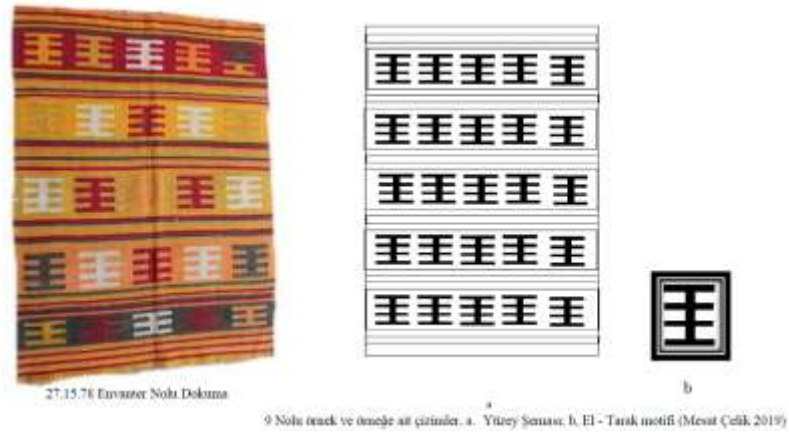 27.15.78 Envanter Nolu Dokuma
a
b
9 Nolu örnek ve örneğe ait çizimler. a. Yüzey Şeması; b. El - Tarak motifi (Mesut Çelik 2019)